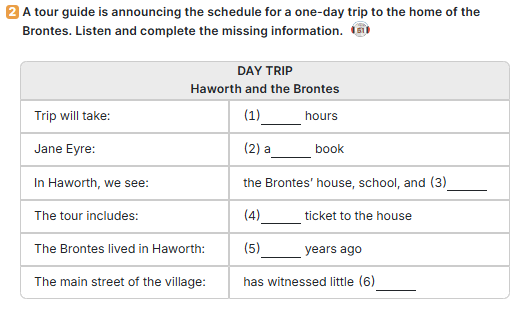 2 A tour guide is announcing the schedule for a one-day trip to the home of the
Brontes. Listen and complete the missing information. 61
DAY TRIP
Haworth and the Brontes
Trip will take: (1)______ hours
Jane Eyre: (2) a______ book
In Haworth, we see: the Brontes' house, school, and (3)______
The tour includes: (4)______ ticket to the house
The Brontes lived in Haworth: (5)______ years ago
The main street of the village: has witnessed little (6)______